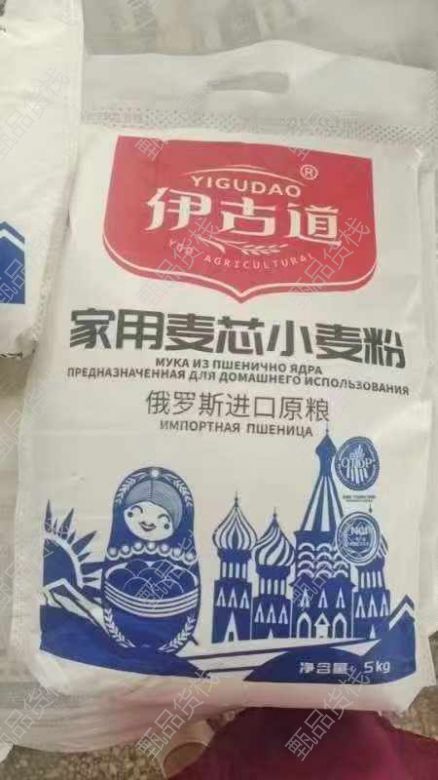 YIGUDAO®
伊古道
YGD AGRICULTURAL
家用麦芯小麦粉
МУКА ИЗ ПШЕНИЧНО ЯДРА
ПРЕДНАЗНАЧЕННАЯ ДЛЯ ДОМАШНЕГО ИСПОЛЬЗОВАНИЯ
俄罗斯进口原粮
ИМПОРТНАЯ ПШЕНИЦА
净含量: 5kg
甄品货栈